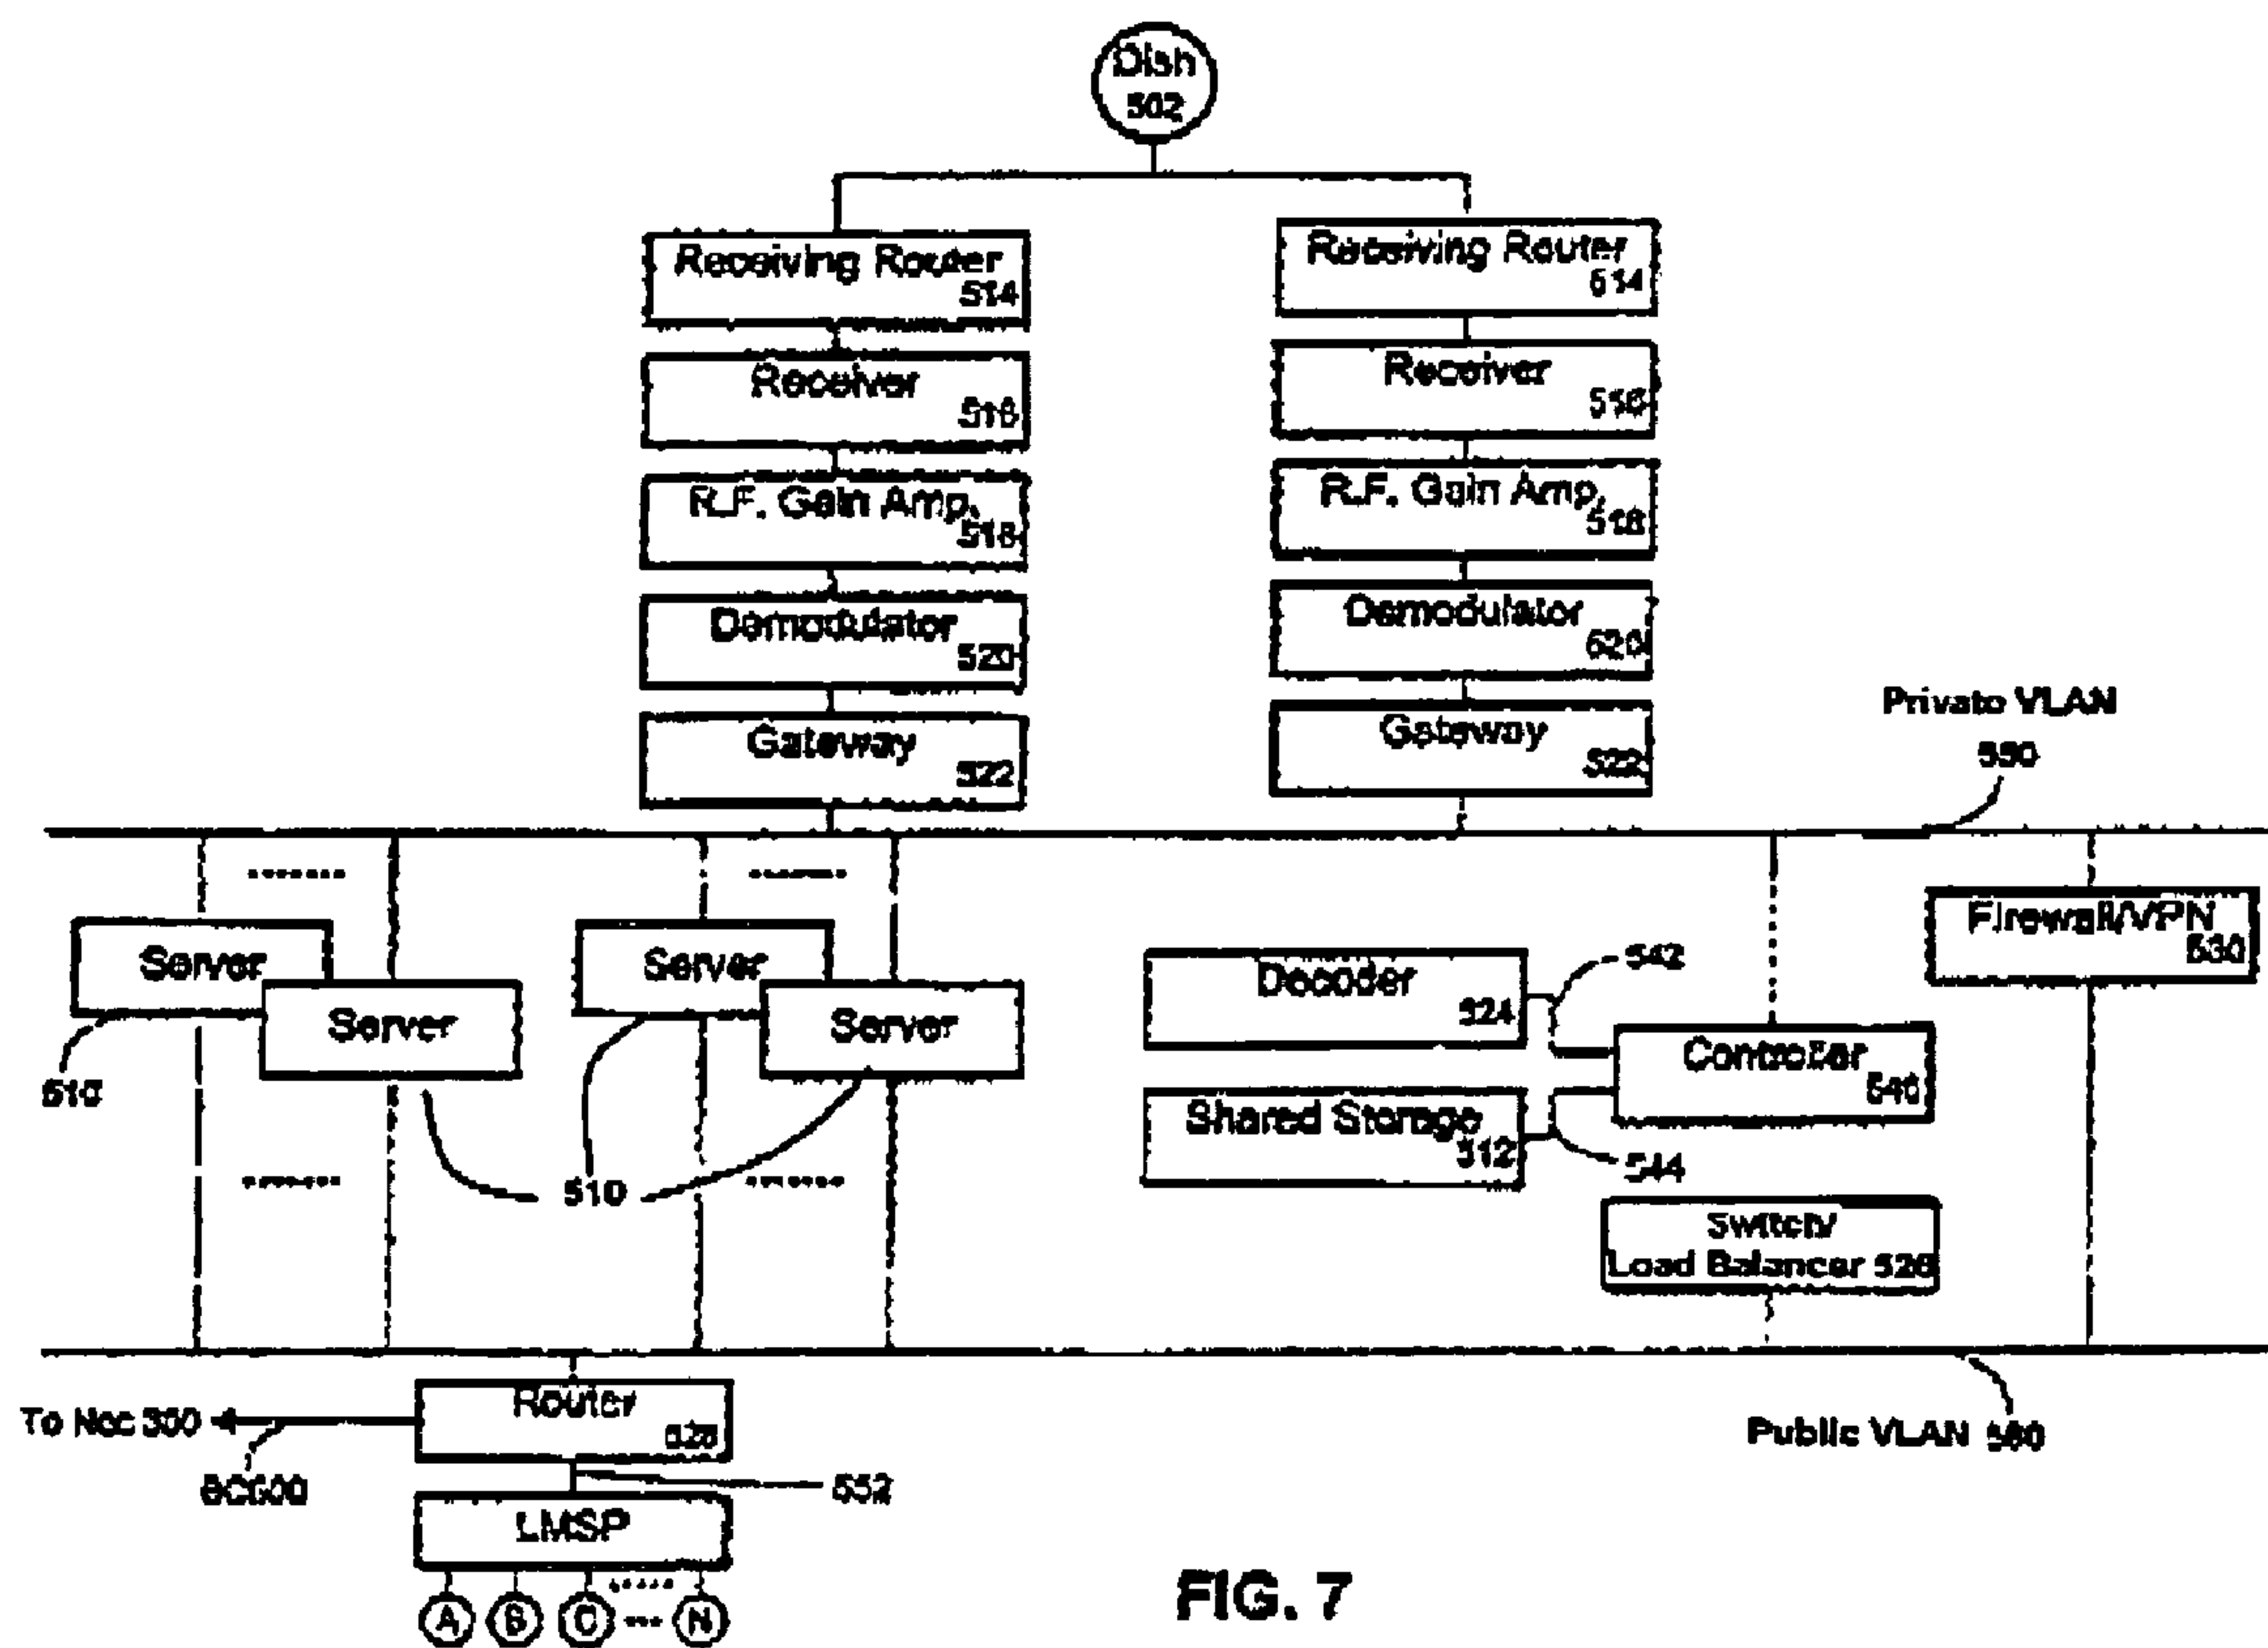 Dish
502
Receiving Router
514
Receiving Router
514
Receiver
516
Receiver
516
R.F. Gain Amp.
518
R.F. Gain Amp.
518
Demodulator
520
Demodulator
520
Gateway
522
Gateway
522
Private VLAN
550
Server
Server
510
Server
Server
510
Decoder
524
542
Controller
540
Shared Storage
512
544
Firewall/VPN
530
Switch/
Load Balancer 526
Router
To Ncc 300
552
LMSP
A B C N
Public VLAN 560
FIG. 7